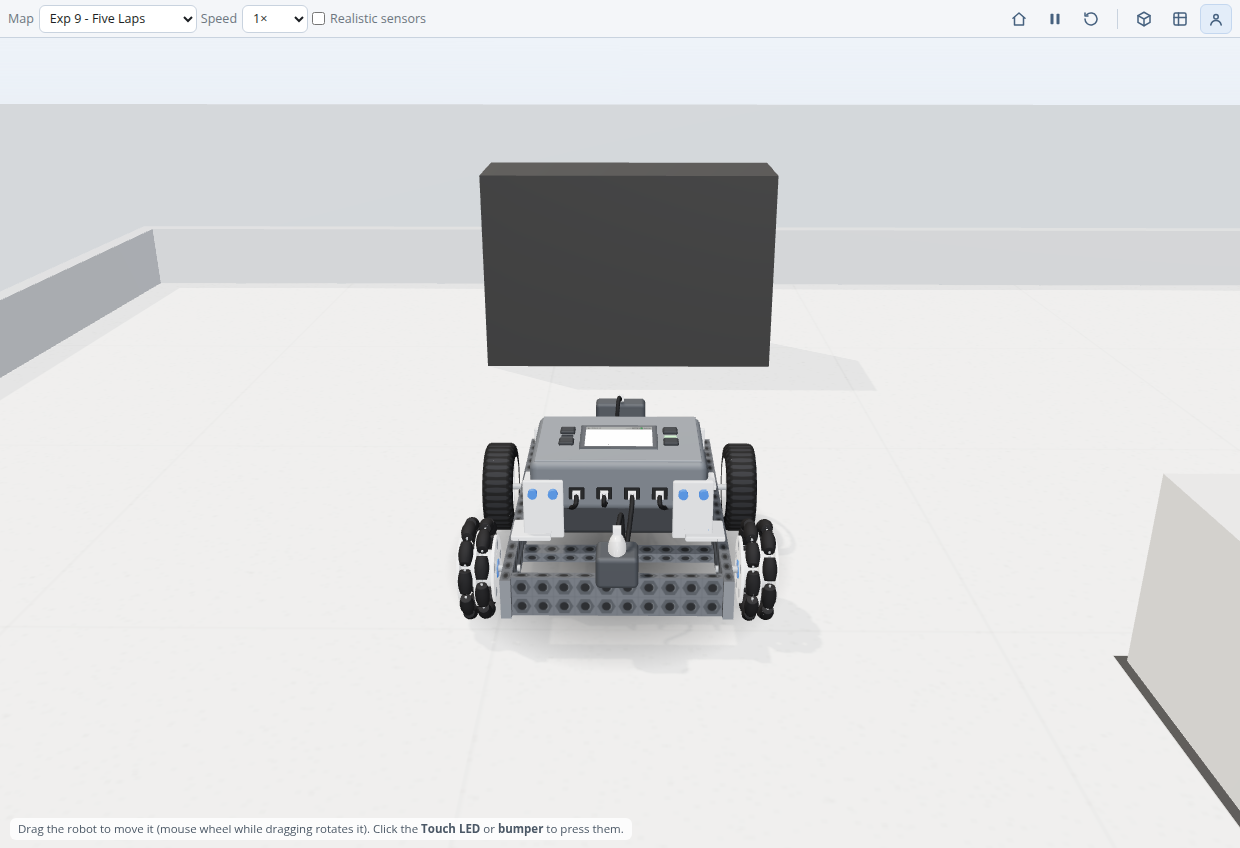 Map Exp 9 - Five Laps Speed 1× Realistic sensors
Drag the robot to move it (mouse wheel while dragging rotates it). Click the Touch LED or bumper to press them.